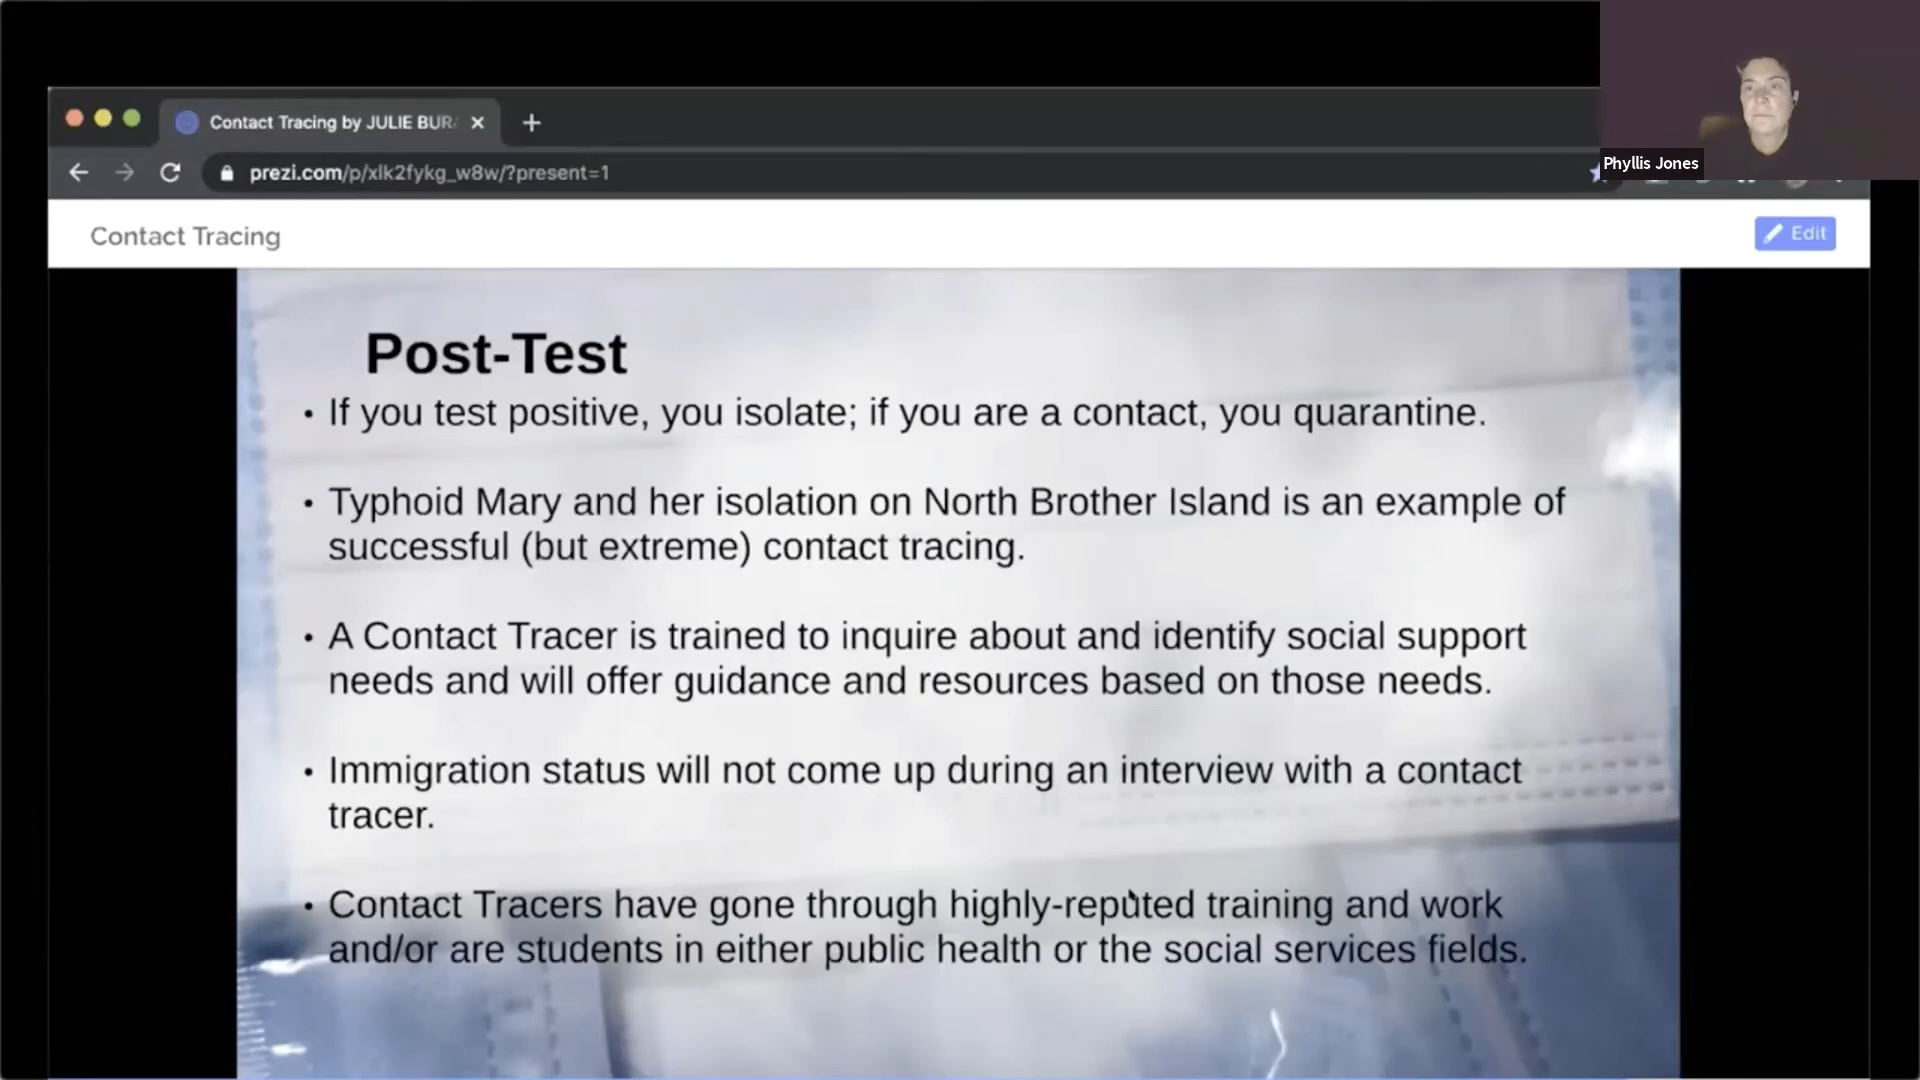 Contact Tracing by JULIE BUR
prezi.com/p/xlk2fykg_w8w/?present=1
Phyllis Jones
Contact Tracing
Edit
Post-Test
• If you test positive, you isolate; if you are a contact, you quarantine.
• Typhoid Mary and her isolation on North Brother Island is an example of
successful (but extreme) contact tracing.
• A Contact Tracer is trained to inquire about and identify social support
needs and will offer guidance and resources based on those needs.
• Immigration status will not come up during an interview with a contact
tracer.
• Contact Tracers have gone through highly-reputed training and work
and/or are students in either public health or the social services fields.